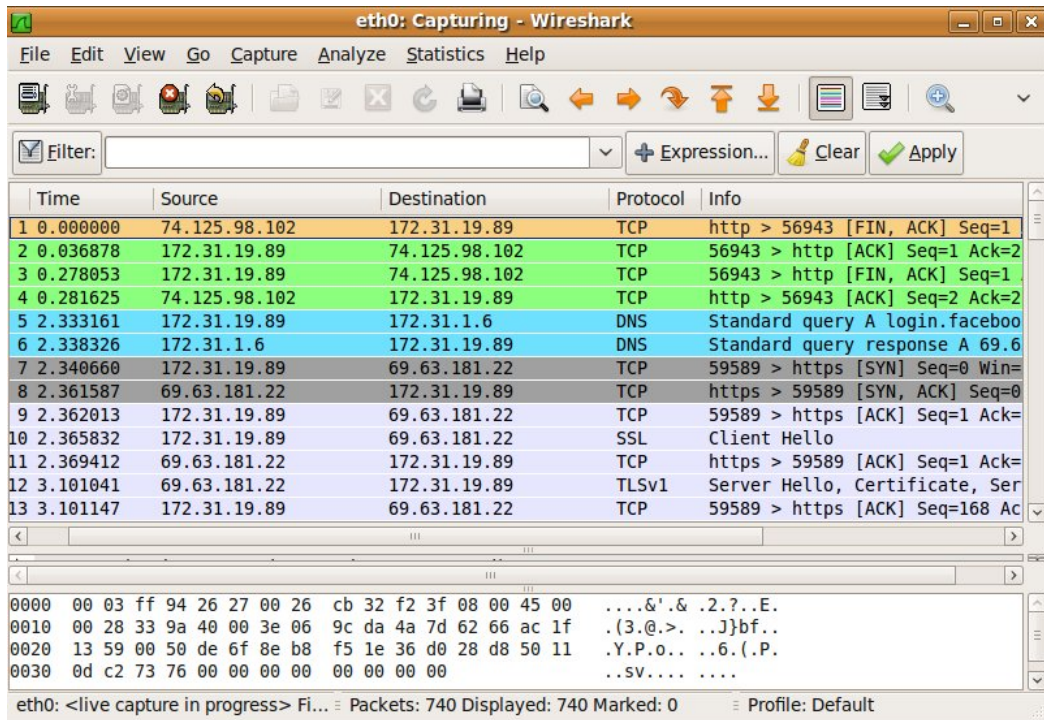 eth0: Capturing - Wireshark
File Edit View Go Capture Analyze Statistics Help
Filter: Expression... Clear Apply
Time Source Destination Protocol Info
1 0.000000 74.125.98.102 172.31.19.89 TCP http > 56943 [FIN, ACK] Seq=1
2 0.036878 172.31.19.89 74.125.98.102 TCP 56943 > http [ACK] Seq=1 Ack=2
3 0.278053 172.31.19.89 74.125.98.102 TCP 56943 > http [FIN, ACK] Seq=1
4 0.281625 74.125.98.102 172.31.19.89 TCP http > 56943 [ACK] Seq=2 Ack=2
5 2.333161 172.31.19.89 172.31.1.6 DNS Standard query A login.faceboo
6 2.338326 172.31.1.6 172.31.19.89 DNS Standard query response A 69.6
7 2.340660 172.31.19.89 69.63.181.22 TCP 59589 > https [SYN] Seq=0 Win=
8 2.361587 69.63.181.22 172.31.19.89 TCP https > 59589 [SYN, ACK] Seq=0
9 2.362013 172.31.19.89 69.63.181.22 TCP 59589 > https [ACK] Seq=1 Ack=
10 2.365832 172.31.19.89 69.63.181.22 SSL Client Hello
11 2.369412 69.63.181.22 172.31.19.89 TCP https > 59589 [ACK] Seq=1 Ack=
12 3.101041 69.63.181.22 172.31.19.89 TLSv1 Server Hello, Certificate, Ser
13 3.101147 172.31.19.89 69.63.181.22 TCP 59589 > https [ACK] Seq=168 Ac
0000 00 03 ff 94 26 27 00 26 cb 32 f2 3f 08 00 45 00 ....&'.& .2.?..E.
0010 00 28 33 9a 40 00 3e 06 9c da 4a 7d 62 66 ac 1f .(3.@.>. ..J}bf..
0020 13 59 00 50 de 6f 8e b8 f5 1e 36 d0 28 d8 50 11 .Y.P.o.. ..6.(.P.
0030 0d c2 73 76 00 00 00 00 00 00 00 00 ..sv.... ....
eth0: <live capture in progress> Fi... Packets: 740 Displayed: 740 Marked: 0 Profile: Default